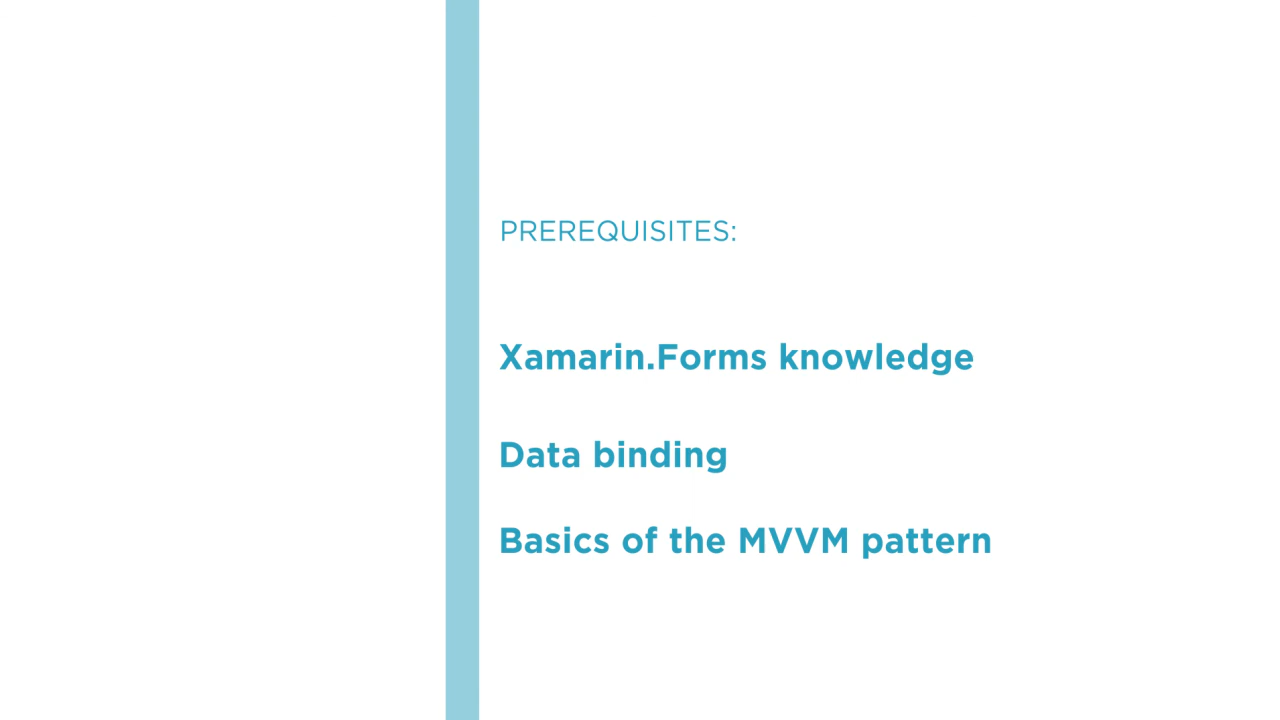 PREREQUISITES:
Xamarin.Forms knowledge
Data binding
Basics of the MVVM pattern